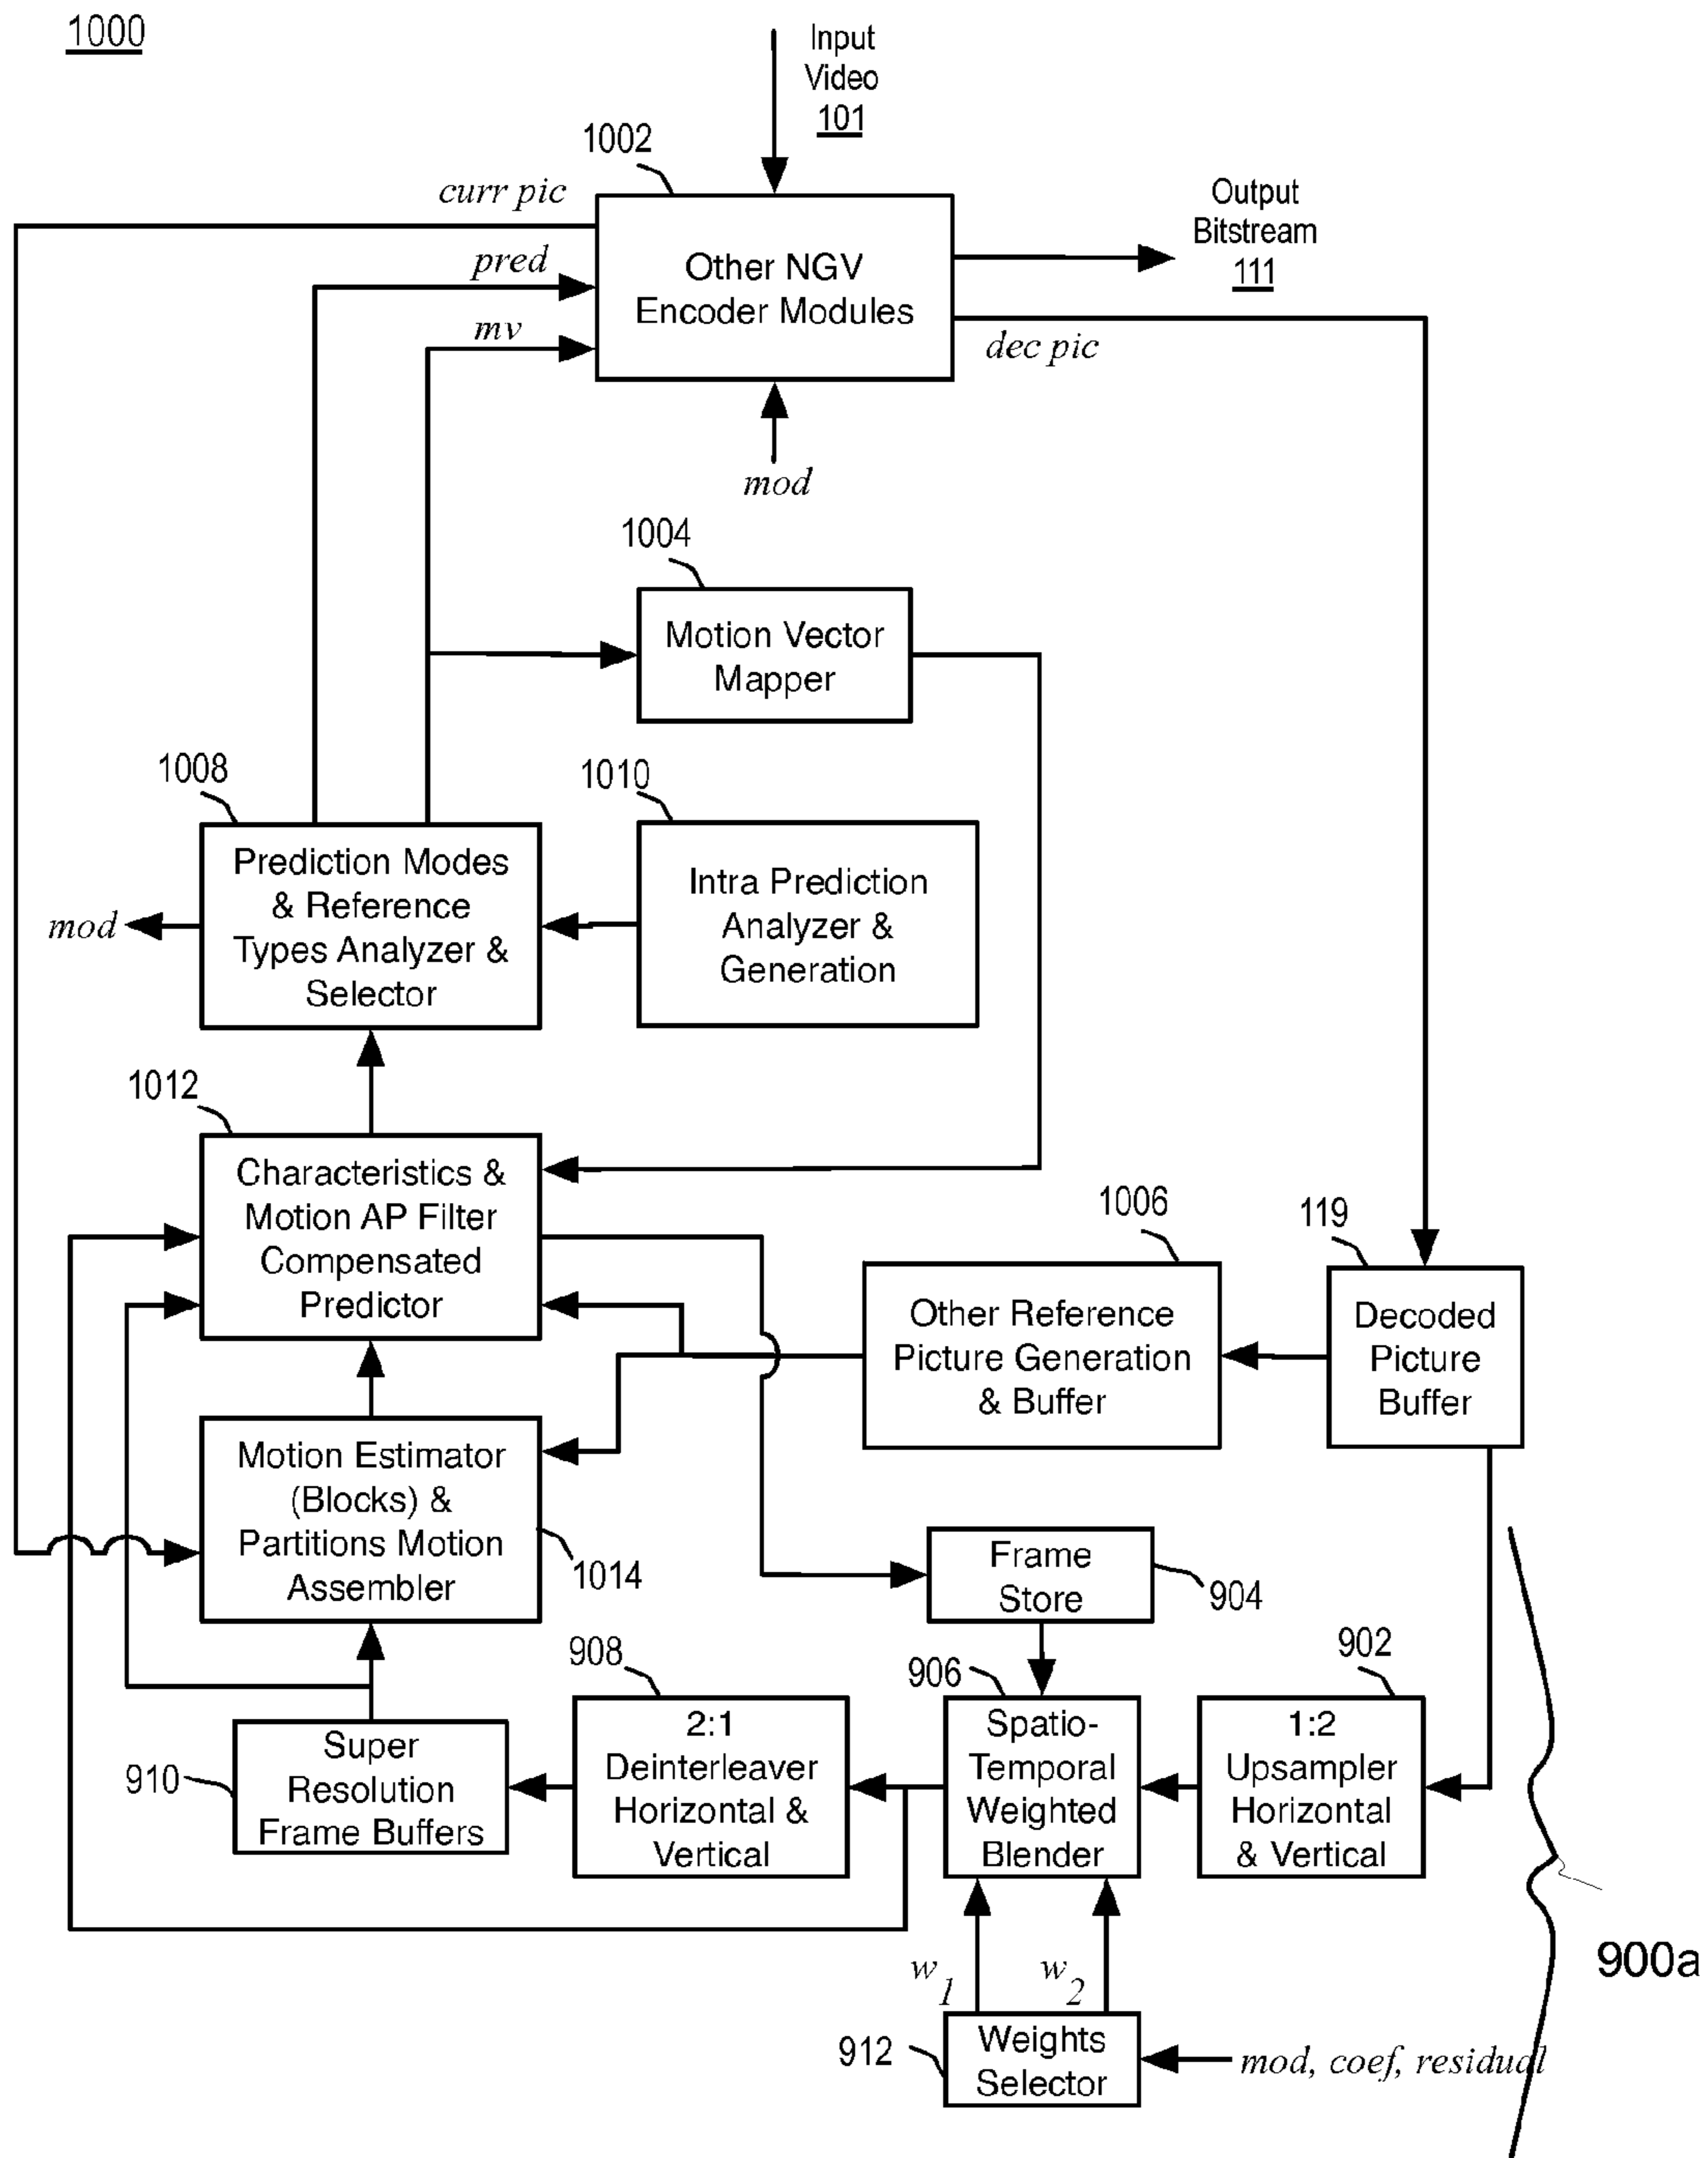 1000
Input
Video
101
1002
curr pic
Output
Bitstream
111
pred
Other NGV
Encoder Modules
mv
dec pic
mod
1004
Motion Vector
Mapper
1008
1010
Prediction Modes
& Reference
Types Analyzer &
Selector
Intra Prediction
Analyzer &
Generation
mod
1012
Characteristics &
Motion AP Filter
Compensated
Predictor
1006
119
Other Reference
Picture Generation
& Buffer
Decoded
Picture
Buffer
Motion Estimator
(Blocks) &
Partitions Motion
Assembler
1014
Frame
Store
904
908
906
902
910
Super
Resolution
Frame Buffers
2:1
Deinterleaver
Horizontal &
Vertical
Spatio-
Temporal
Weighted
Blender
1:2
Upsampler
Horizontal
& Vertical
900a
w1
w2
912
Weights
Selector
mod, coef, residual